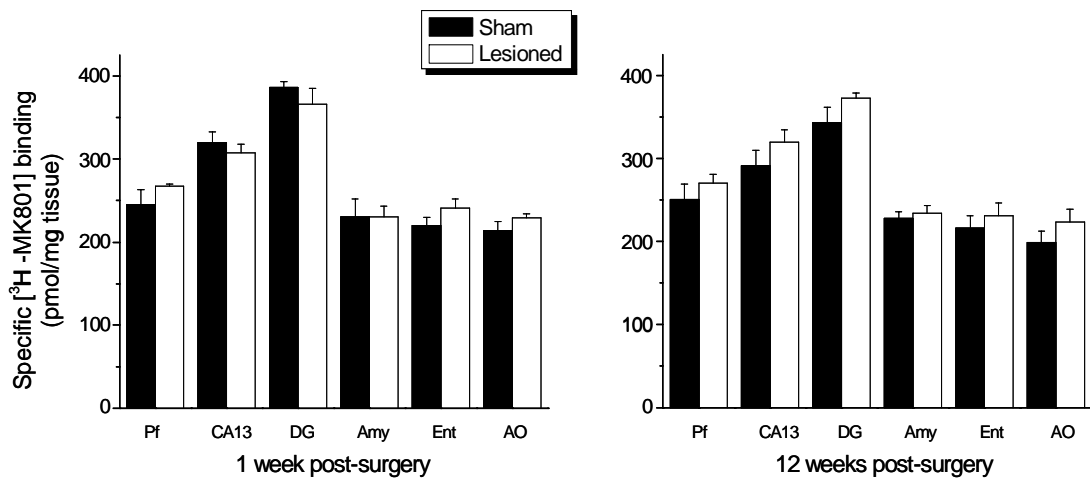 Sham
Lesioned
Specific [³H -MK801] binding
(pmol/mg tissue)
400
300
200
100
0
Pf CA13 DG Amy Ent AO
1 week post-surgery
400
300
200
100
0
Pf CA13 DG Amy Ent AO
12 weeks post-surgery